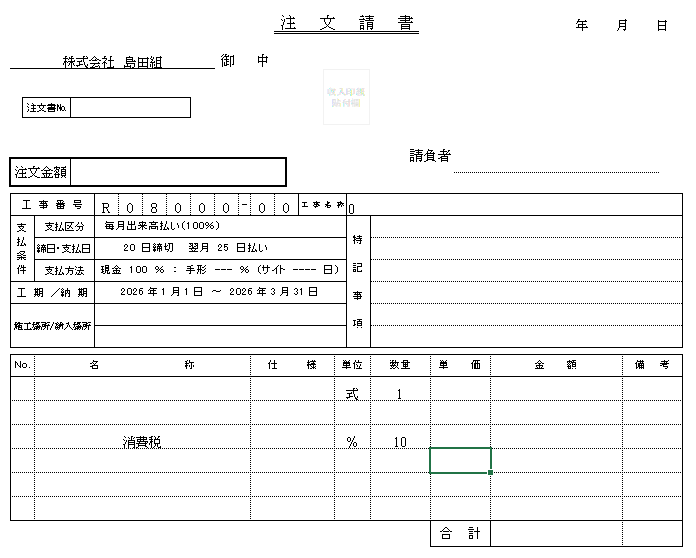 注 文 請 書
年 月 日
株式会社 島田組 御 中
収入印紙
貼付欄
注文書No.
請負者
注文金額
工 事 番 号 R 0 8 0 0 0 - 0 0 工 事 名 称 0
支払条件 支払区分 毎月出来高払い(100%)
締日・支払日 20 日締切 翌月 25 日払い
支払方法 現金 100 % : 手形 --- % (サイト ---- 日)
特記事項
工 期 /納 期 2026 年 1 月 1 日 ~ 2026 年 3 月 31 日
施工場所/納入場所
No. 名 称 仕 様 単位 数量 単 価 金 額 備 考
式 1
消費税 % 10
合 計